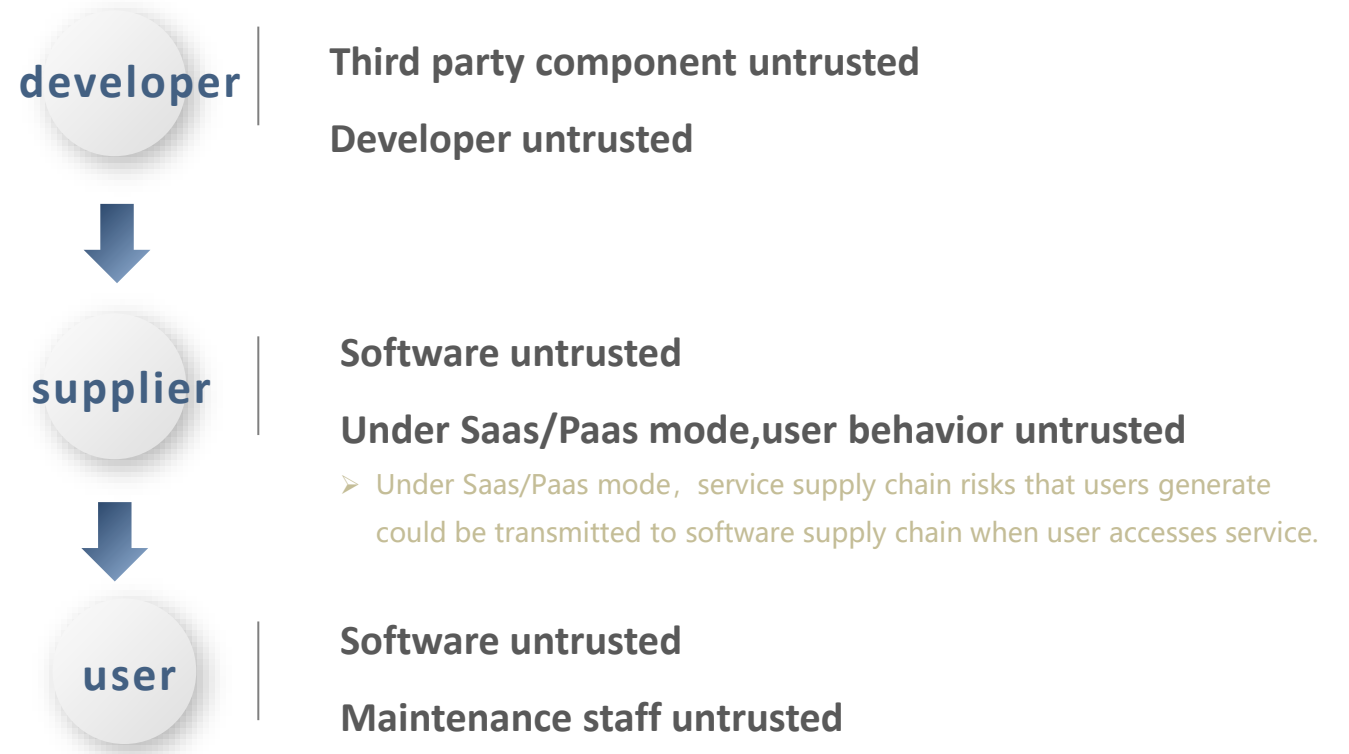 developer
Third party component untrusted
Developer untrusted
supplier
Software untrusted
Under Saas/Paas mode,user behavior untrusted
➢ Under Saas/Paas mode，service supply chain risks that users generate
could be transmitted to software supply chain when user accesses service.
user
Software untrusted
Maintenance staff untrusted